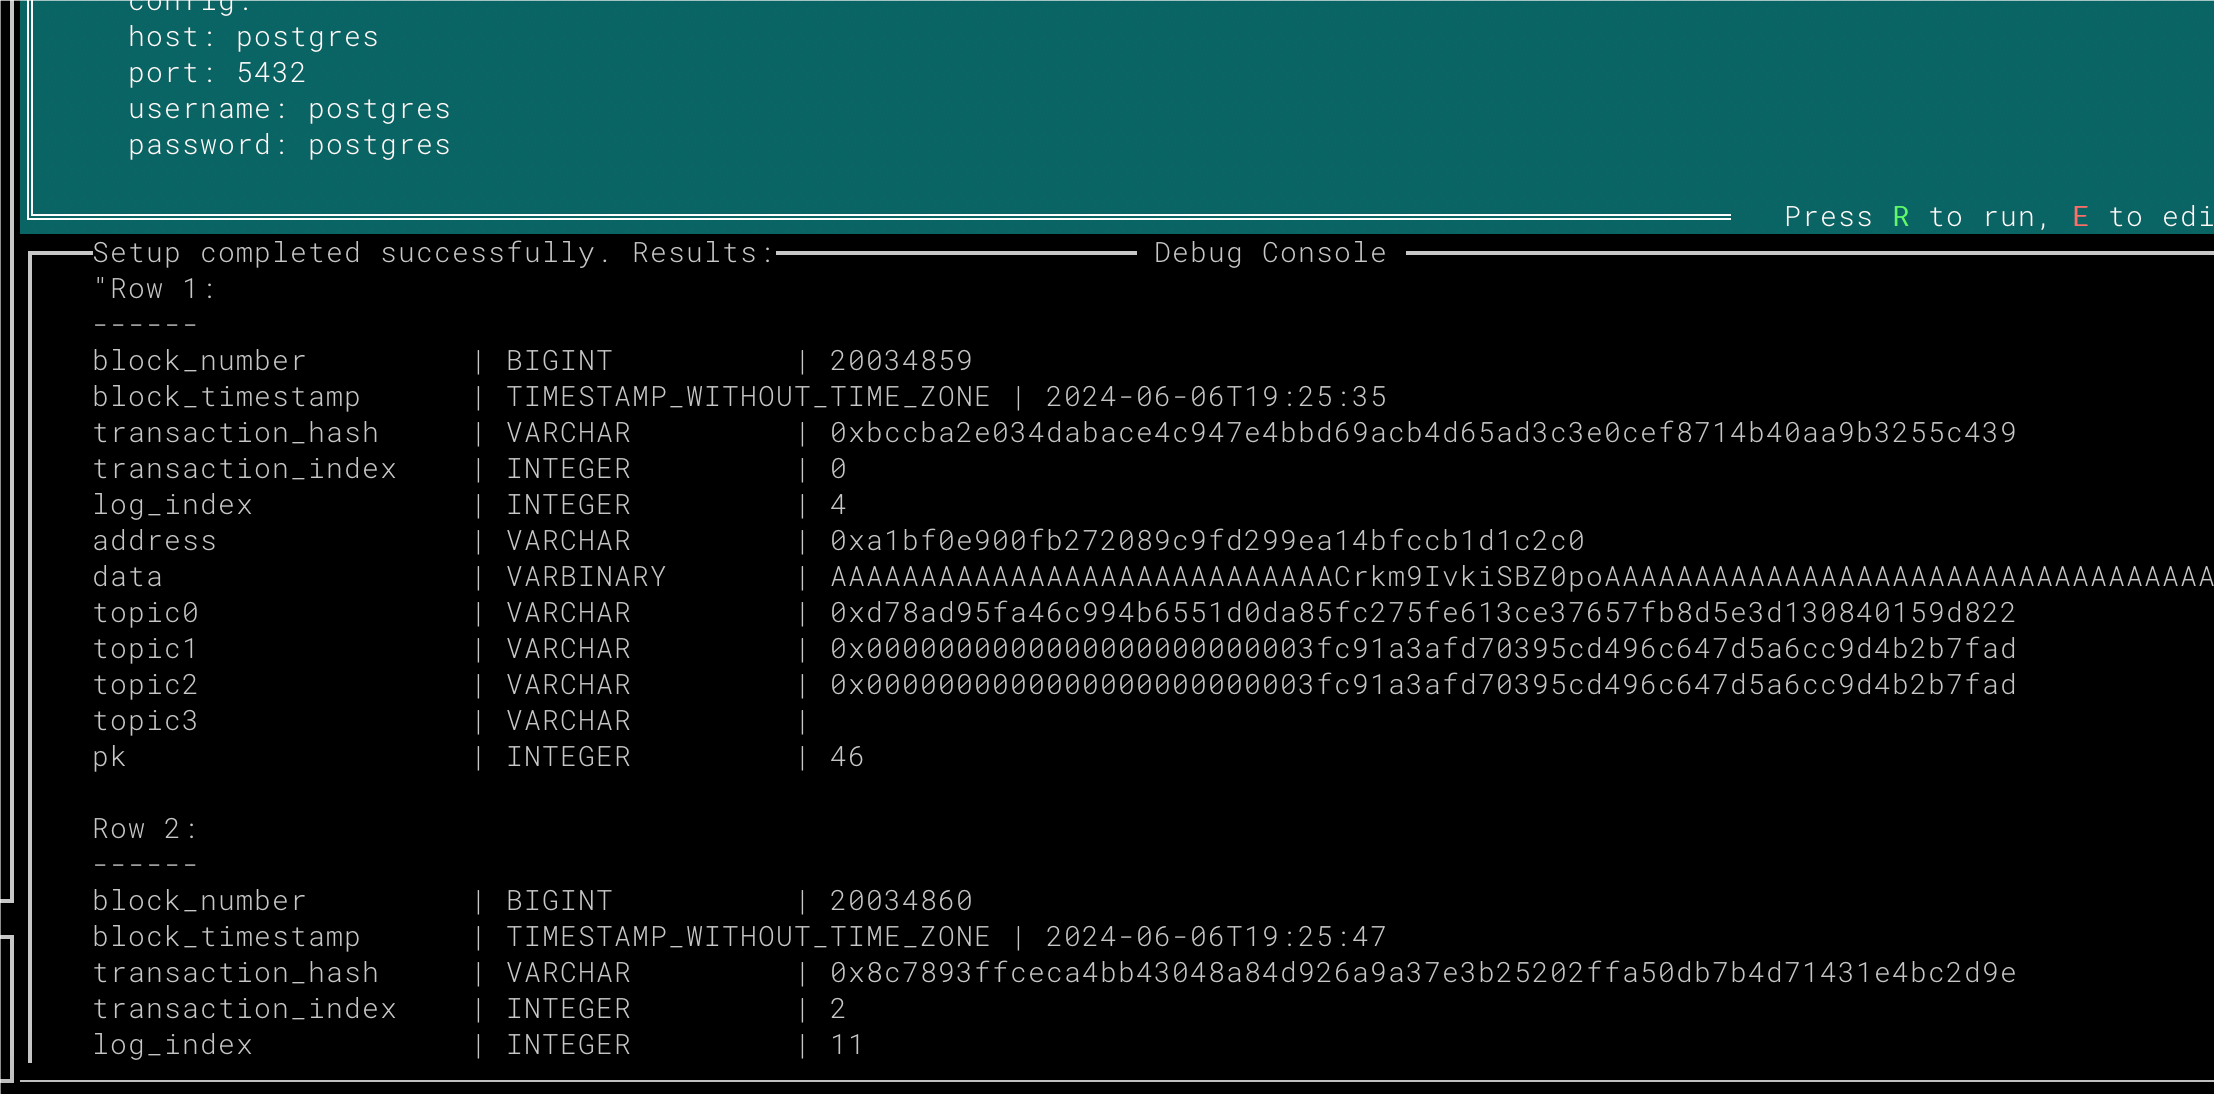 config:
host: postgres
port: 5432
username: postgres
password: postgres
Press R to run, E to edi
Setup completed successfully. Results: Debug Console
"Row 1:
------
block_number | BIGINT | 20034859
block_timestamp | TIMESTAMP_WITHOUT_TIME_ZONE | 2024-06-06T19:25:35
transaction_hash | VARCHAR | 0xbccba2e034dabace4c947e4bbd69acb4d65ad3c3e0cef8714b40aa9b3255c439
transaction_index | INTEGER | 0
log_index | INTEGER | 4
address | VARCHAR | 0xa1bf0e900fb272089c9fd299ea14bfccb1d1c2c0
data | VARBINARY | AAAAAAAAAAAAAAAAAAAAAAAAAAAACrkm9IvkiSBZ0poAAAAAAAAAAAAAAAAAAAAAAAAAAAAAAAAAA
topic0 | VARCHAR | 0xd78ad95fa46c994b6551d0da85fc275fe613ce37657fb8d5e3d130840159d822
topic1 | VARCHAR | 0x0000000000000000000000003fc91a3afd70395cd496c647d5a6cc9d4b2b7fad
topic2 | VARCHAR | 0x0000000000000000000000003fc91a3afd70395cd496c647d5a6cc9d4b2b7fad
topic3 | VARCHAR |
pk | INTEGER | 46
Row 2:
------
block_number | BIGINT | 20034860
block_timestamp | TIMESTAMP_WITHOUT_TIME_ZONE | 2024-06-06T19:25:47
transaction_hash | VARCHAR | 0x8c7893ffceca4bb43048a84d926a9a37e3b25202ffa50db7b4d71431e4bc2d9e
transaction_index | INTEGER | 2
log_index | INTEGER | 11